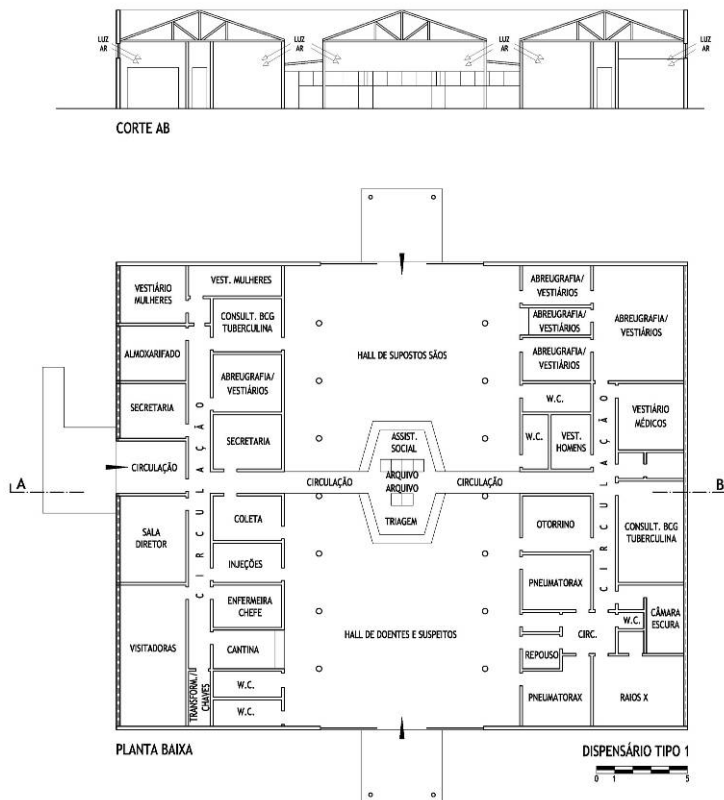 LUZ
AR
LUZ
AR
LUZ
AR
LUZ
AR
CORTE AB
VESTIÁRIO
MULHERES
VEST. MULHERES
CONSULT. BCG
TUBERCULINA
ALMOXARIFADO
ABREUGRAFIA/
VESTIÁRIOS
SECRETARIA
SECRETARIA
CIRCULAÇÃO
CIRCULAÇÃO
A
SALA
DIRETOR
COLETA
INJEÇÕES
ENFERMEIRA
CHEFE
VISITADORAS
CANTINA
TRANSFORM./
CHAVES
W.C.
W.C.
HALL DE SUPOSTOS SÃOS
ASSIST.
SOCIAL
CIRCULAÇÃO
ARQUIVO
ARQUIVO
CIRCULAÇÃO
TRIAGEM
HALL DE DOENTES E SUSPEITOS
ABREUGRAFIA/
VESTIÁRIOS
ABREUGRAFIA/
VESTIÁRIOS
ABREUGRAFIA/
VESTIÁRIOS
ABREUGRAFIA/
VESTIÁRIOS
W.C.
W.C.
VEST.
HOMENS
VESTIÁRIO
MÉDICOS
CIRCULAÇÃO
B
OTORRINO
CONSULT. BCG
TUBERCULINA
PNEUMATORAX
W.C.
CÂMARA
ESCURA
CIRC.
REPOUSO
PNEUMATORAX
RAIOS X
PLANTA BAIXA
DISPENSÁRIO TIPO 1
0 1 5